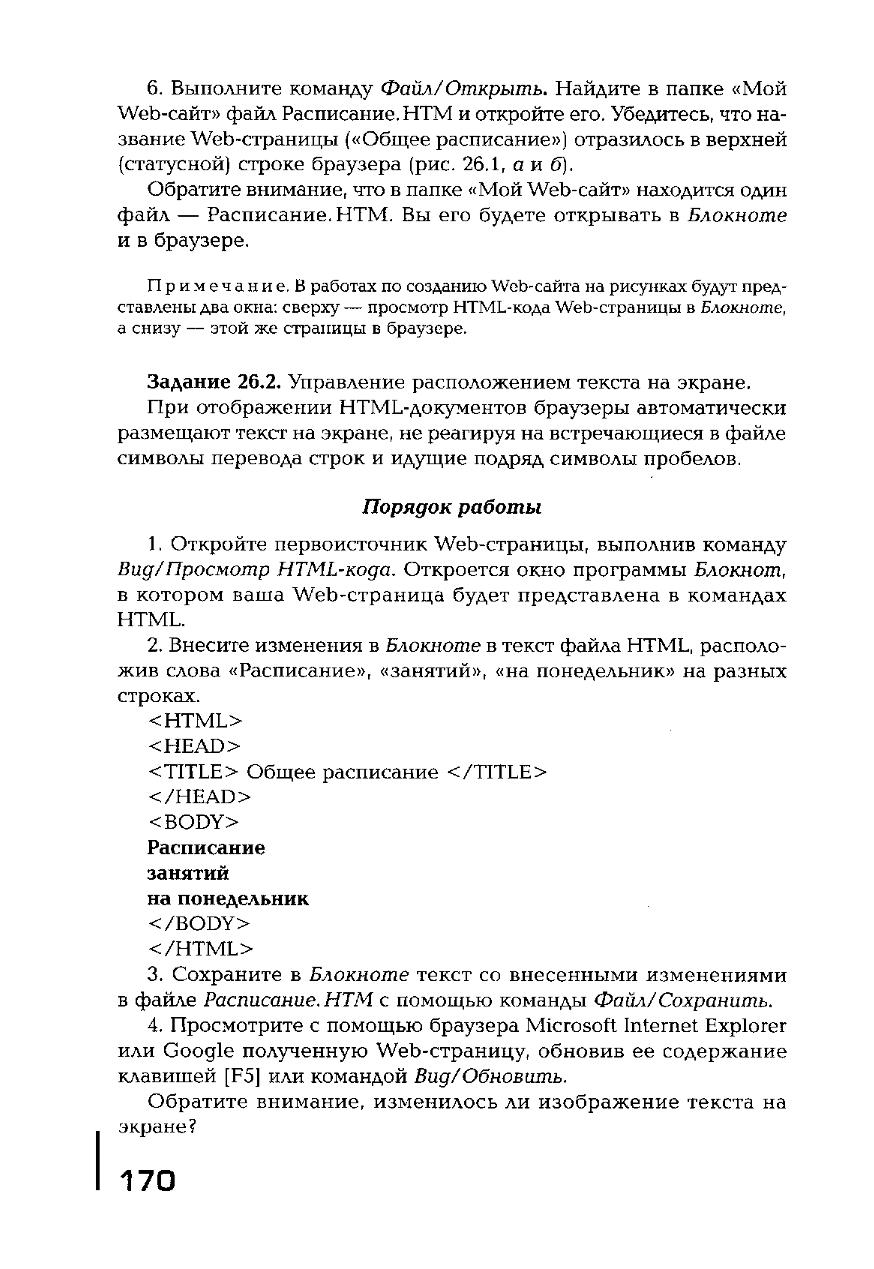 6. Выполните команду Файл/Открыть. Найдите в папке «Мой
Web-сайт» файл Расписание.HTM и откройте его. Убедитесь, что на-
звание Web-страницы («Общее расписание») отразилось в верхней
(статусной) строке браузера (рис. 26.1, а и б).
Обратите внимание, что в папке «Мой Web-сайт» находится один
файл — Расписание.HTM. Вы его будете открывать в Блокноте
и в браузере.
Примечание. В работах по созданию Web-сайта на рисунках будут пред-
ставлены два окна: сверху — просмотр HTML-кода Web-страницы в Блокноте,
а снизу — этой же страницы в браузере.
Задание 26.2. Управление расположением текста на экране.
При отображении HTML-документов браузеры автоматически
размещают текст на экране, не реагируя на встречающиеся в файле
символы перевода строк и идущие подряд символы пробелов.
Порядок работы
1. Откройте первоисточник Web-страницы, выполнив команду
Вид/Просмотр HTML-кода. Откроется окно программы Блокнот,
в котором ваша Web-страница будет представлена в командах
HTML.
2. Внесите изменения в Блокноте в текст файла HTML, располо-
жив слова «Расписание», «занятий», «на понедельник» на разных
строках.
<HTML>
<HEAD>
<TITLE> Общее расписание </TITLE>
</HEAD>
<BODY>
Расписание
занятий
на понедельник
</BODY>
</HTML>
3. Сохраните в Блокноте текст со внесенными изменениями
в файле Расписание.HTM с помощью команды Файл/Сохранить.
4. Просмотрите с помощью браузера Microsoft Internet Explorer
или Google полученную Web-страницу, обновив ее содержание
клавишей [F5] или командой Вид/Обновить.
Обратите внимание, изменилось ли изображение текста на
экране?
170